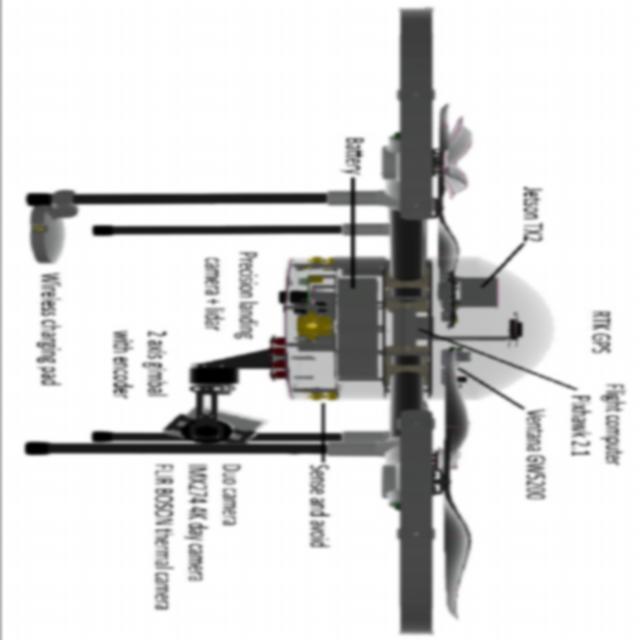 RTK GPS
Flight computer
Pixhawk 2.1
Jetson TX2
Ventana GW5200
Battery
Sense and avoid
Precision landing
camera + lidar
Duo camera
IMX274 4K day camera
FLIR BOSON thermal camera
2 axis gimbal
with encoder
Wireless charging pad